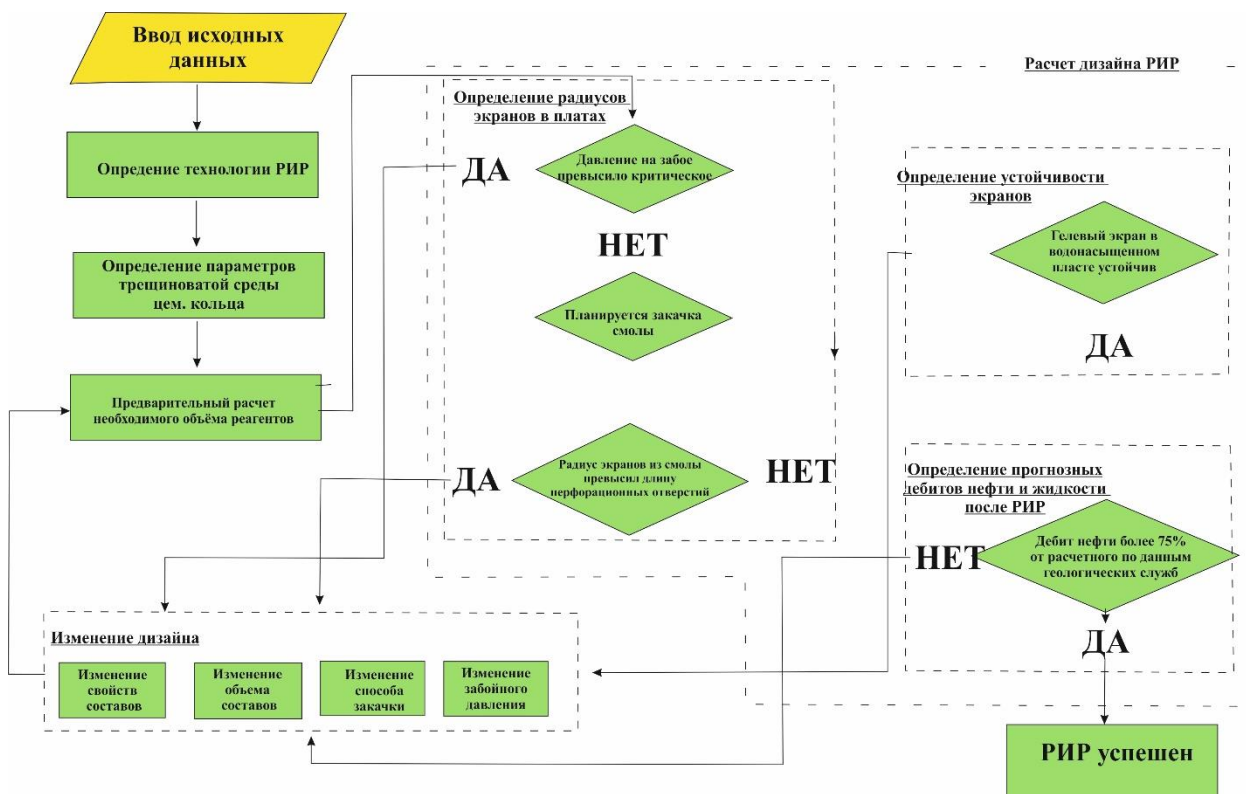 Ввод исходных
данных
Опредение технологии РИР
Определение параметров
трещиноватой среды
цем. кольца
Предварительный расчет
необходимого объёма реагентов
Расчет дизайна РИР
Определение радиусов
экранов в платах
ДА
Давление на забое
превысило критическое
НЕТ
Планируется закачка
смолы
ДА
Радиус экранов из смолы
превысил длину
перфорационных отверстий
НЕТ
Определение устойчивости
экранов
Гелевый экран в
водонасыщенном
пласте устойчив
ДА
Определение прогнозных
дебитов нефти и жидкости
после РИР
НЕТ
Дебит нефти более 75%
от расчетного по данным
геологических служб
ДА
РИР успешен
Изменение дизайна
Изменение
свойств
составов
Изменение
объема
составов
Изменение
способа
закачки
Изменение
забойного
давления